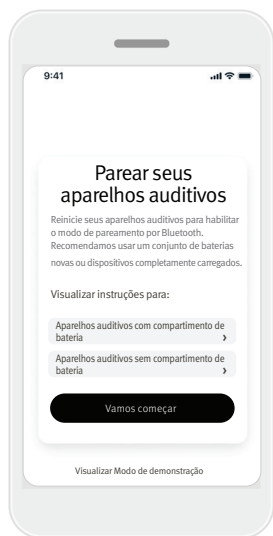 9:41
Parear seus
aparelhos auditivos
Reinicie seus aparelhos auditivos para habilitar
o modo de pareamento por Bluetooth.
Recomendamos usar um conjunto de baterias
novas ou dispositivos completamente carregados.
Visualizar instruções para:
Aparelhos auditivos com compartimento de
bateria
Aparelhos auditivos sem compartimento de
bateria
Vamos começar
Visualizar Modo de demonstração